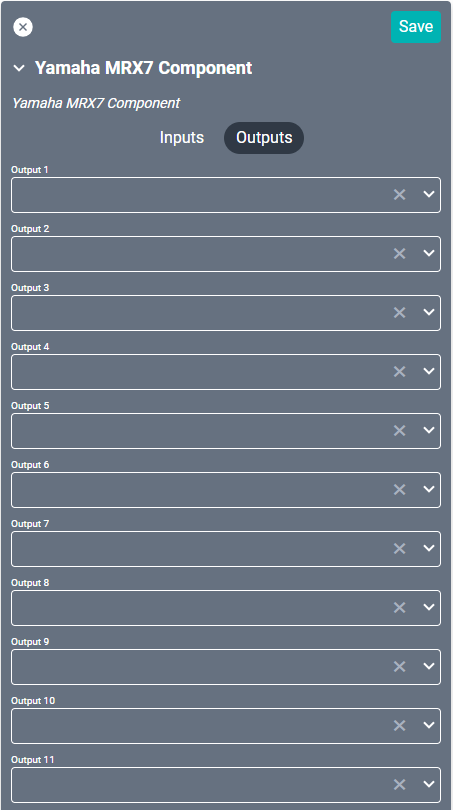 Save
Yamaha MRX7 Component
Yamaha MRX7 Component
Inputs Outputs
Output 1
Output 2
Output 3
Output 4
Output 5
Output 6
Output 7
Output 8
Output 9
Output 10
Output 11